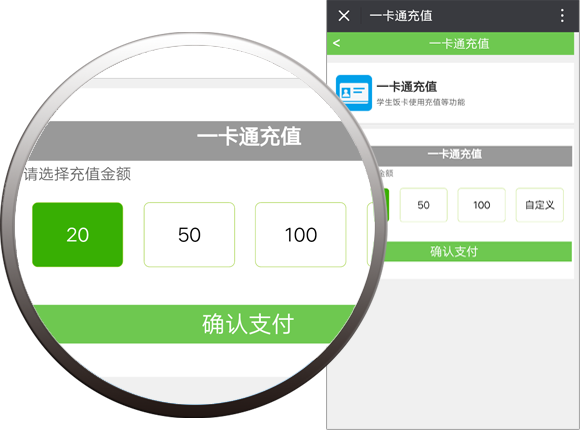 一卡通充值
请选择充值金额
20
50
100
确认支付
一卡通充值
< 一卡通充值
一卡通充值
学生饭卡使用充值等功能
一卡通充值
金额
50
100
自定义
确认支付